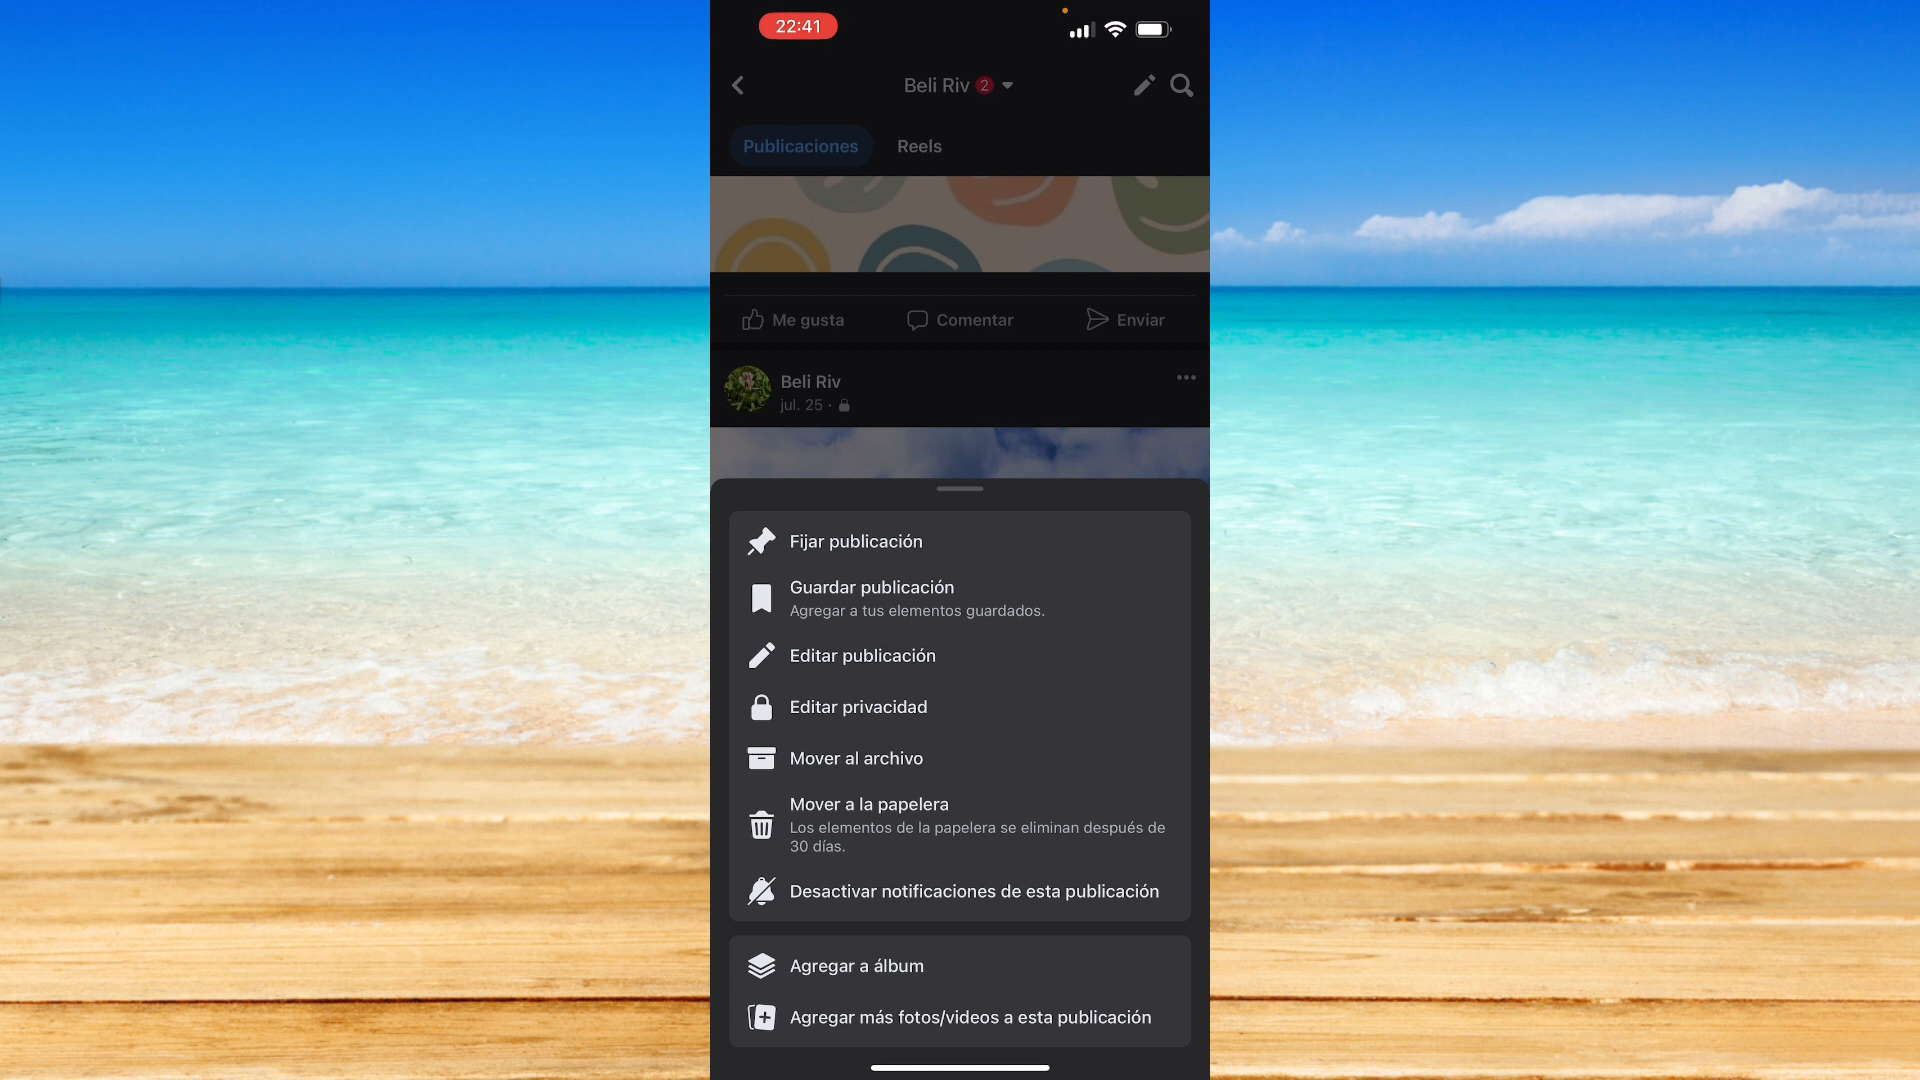 22:41
Beli Riv 2
Publicaciones Reels
Me gusta Comentar Enviar
Beli Riv
jul. 25 ·
Fijar publicación
Guardar publicación
Agregar a tus elementos guardados.
Editar publicación
Editar privacidad
Mover al archivo
Mover a la papelera
Los elementos de la papelera se eliminan después de
30 días.
Desactivar notificaciones de esta publicación
Agregar a álbum
Agregar más fotos/videos a esta publicación